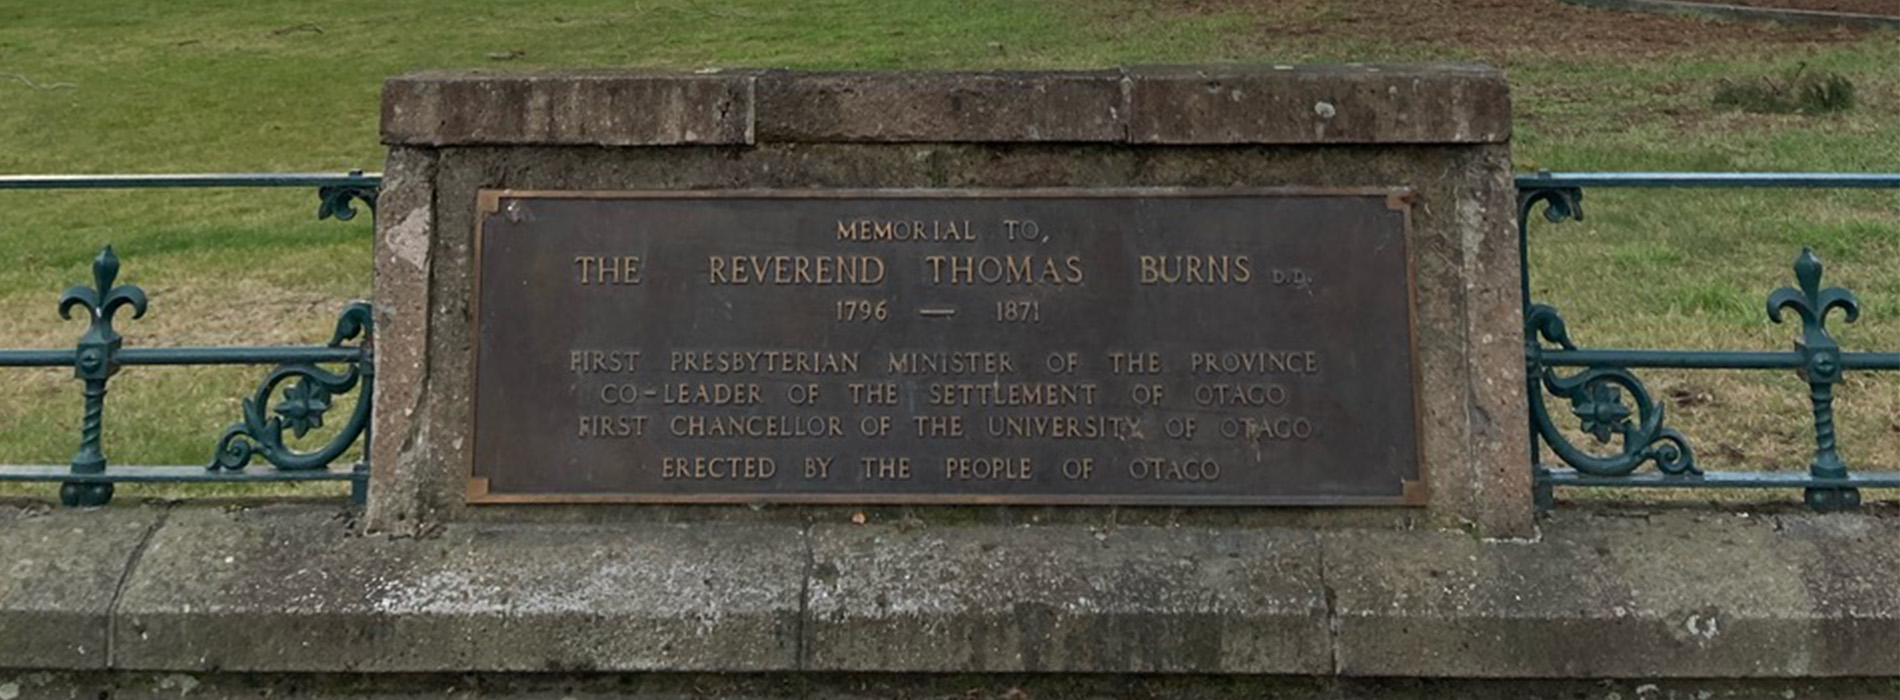 MEMORIAL TO,
THE REVEREND THOMAS BURNS D.D.
1796 — 1871
FIRST PRESBYTERIAN MINISTER OF THE PROVINCE
CO-LEADER OF THE SETTLEMENT OF OTAGO
FIRST CHANCELLOR OF THE UNIVERSITY OF OTAGO
ERECTED BY THE PEOPLE OF OTAGO